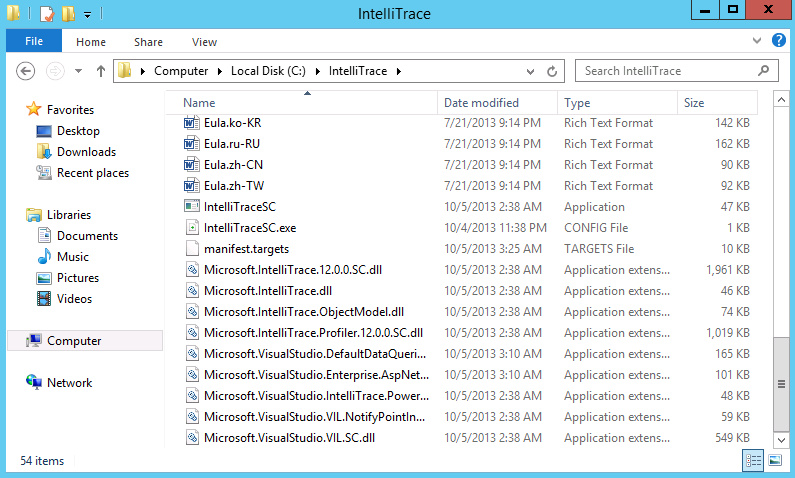 IntelliTrace
File Home Share View
Computer Local Disk (C:) IntelliTrace Search IntelliTrace
Name Date modified Type Size
Favorites
Desktop
Downloads
Recent places
Libraries
Documents
Music
Pictures
Videos
Computer
Network
Eula.ko-KR 7/21/2013 9:14 PM Rich Text Format 142 KB
Eula.ru-RU 7/21/2013 9:14 PM Rich Text Format 162 KB
Eula.zh-CN 7/21/2013 9:14 PM Rich Text Format 90 KB
Eula.zh-TW 7/21/2013 9:14 PM Rich Text Format 92 KB
IntelliTraceSC 10/5/2013 2:38 AM Application 47 KB
IntelliTraceSC.exe 10/4/2013 11:38 PM CONFIG File 1 KB
manifest.targets 10/5/2013 3:25 AM TARGETS File 10 KB
Microsoft.IntelliTrace.12.0.0.SC.dll 10/5/2013 2:38 AM Application extens... 1,961 KB
Microsoft.IntelliTrace.dll 10/5/2013 2:38 AM Application extens... 46 KB
Microsoft.IntelliTrace.ObjectModel.dll 10/5/2013 2:38 AM Application extens... 74 KB
Microsoft.IntelliTrace.Profiler.12.0.0.SC.dll 10/5/2013 2:38 AM Application extens... 1,019 KB
Microsoft.VisualStudio.DefaultDataQueri... 10/5/2013 3:10 AM Application extens... 165 KB
Microsoft.VisualStudio.Enterprise.AspNet... 10/5/2013 3:10 AM Application extens... 101 KB
Microsoft.VisualStudio.IntelliTrace.Power... 10/5/2013 2:38 AM Application extens... 48 KB
Microsoft.VisualStudio.VIL.NotifyPointIn... 10/5/2013 2:38 AM Application extens... 59 KB
Microsoft.VisualStudio.VIL.SC.dll 10/5/2013 2:38 AM Application extens... 549 KB
54 items